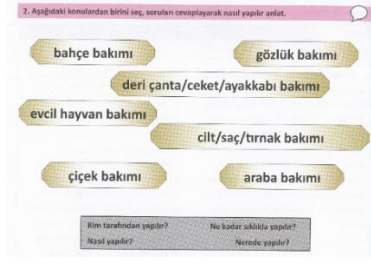 2. Aşağıdaki konulardan birini seç, soruları cevaplayarak nasıl yapılır anlat.
bahçe bakımı
gözlük bakımı
deri çanta/ceket/ayakkabı bakımı
evcil hayvan bakımı
cilt/saç/tırnak bakımı
çiçek bakımı
araba bakımı
Kim tarafından yapılır?
Ne kadar sıklıkla yapılır?
Nasıl yapılır?
Nerede yapılır?